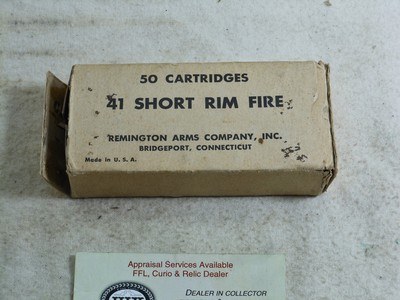 50 CARTRIDGES
41 SHORT RIM FIRE
REMINGTON ARMS COMPANY, INC.
BRIDGEPORT, CONNECTICUT
Made in U. S. A.
Appraisal Services Available
FFL, Curio & Relic Dealer
DEALER IN COLLECTOR